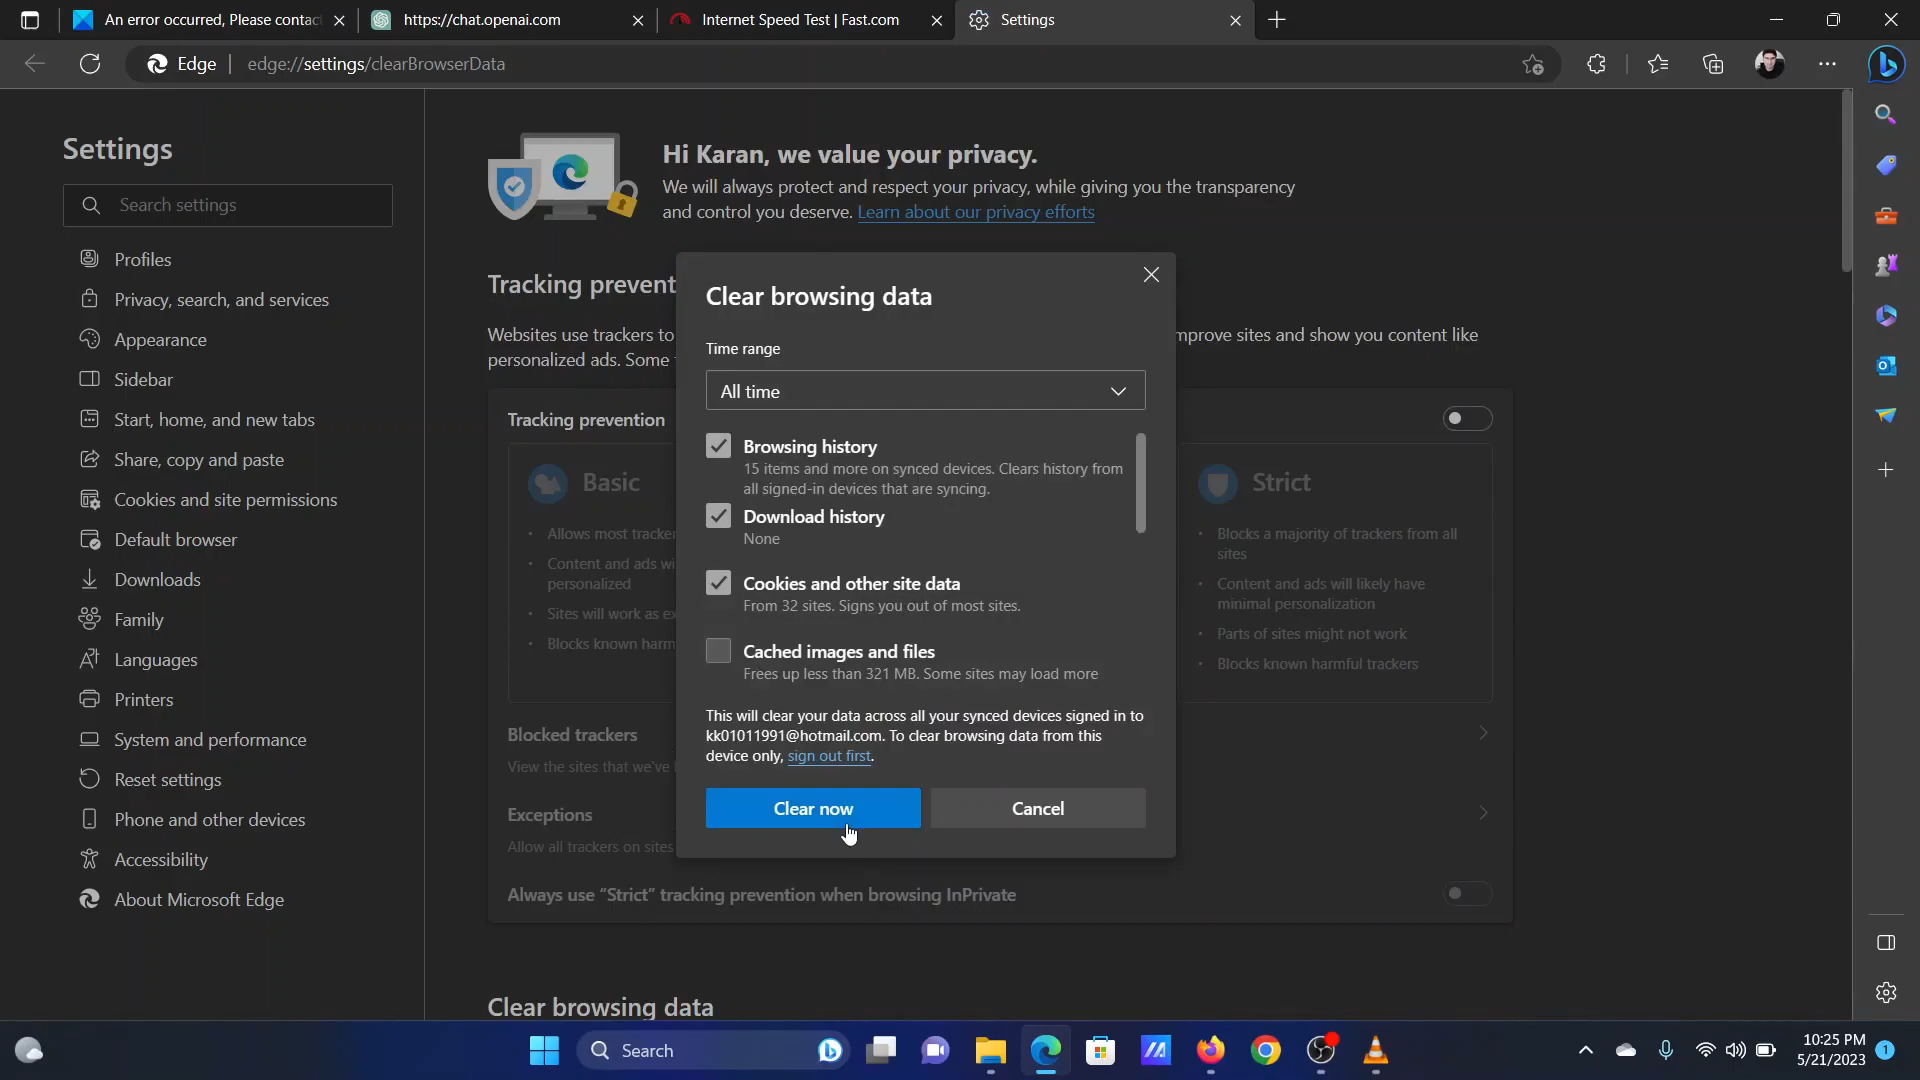 An error occurred, Please contac
https://chat.openai.com
Internet Speed Test | Fast.com
Settings
Edge
edge://settings/clearBrowserData
Settings
Search settings
Profiles
Privacy, search, and services
Appearance
Sidebar
Start, home, and new tabs
Share, copy and paste
Cookies and site permissions
Default browser
Downloads
Family
Languages
Printers
System and performance
Reset settings
Phone and other devices
Accessibility
About Microsoft Edge
Hi Karan, we value your privacy.
We will always protect and respect your privacy, while giving you the transparency
and control you deserve. Learn about our privacy efforts
Tracking prevent
Websites use trackers to
mprove sites and show you content like
personalized ads. Some
Tracking prevention
Basic
Allows most tracke
Content and ads wi
personalized
Sites will work as ex
Blocks known harm
Strict
Blocks a majority of trackers from all
sites
Content and ads will likely have
minimal personalization
Parts of sites might not work
Blocks known harmful trackers
Blocked trackers
View the sites that we've
Exceptions
Allow all trackers on sites
Always use "Strict" tracking prevention when browsing InPrivate
Clear browsing data
Clear browsing data
Time range
All time
Browsing history
15 items and more on synced devices. Clears history from
all signed-in devices that are syncing.
Download history
None
Cookies and other site data
From 32 sites. Signs you out of most sites.
Cached images and files
Frees up less than 321 MB. Some sites may load more
This will clear your data across all your synced devices signed in to
kk01011991@hotmail.com. To clear browsing data from this
device only, sign out first.
Clear now
Cancel
Search
10:25 PM
5/21/2023
1